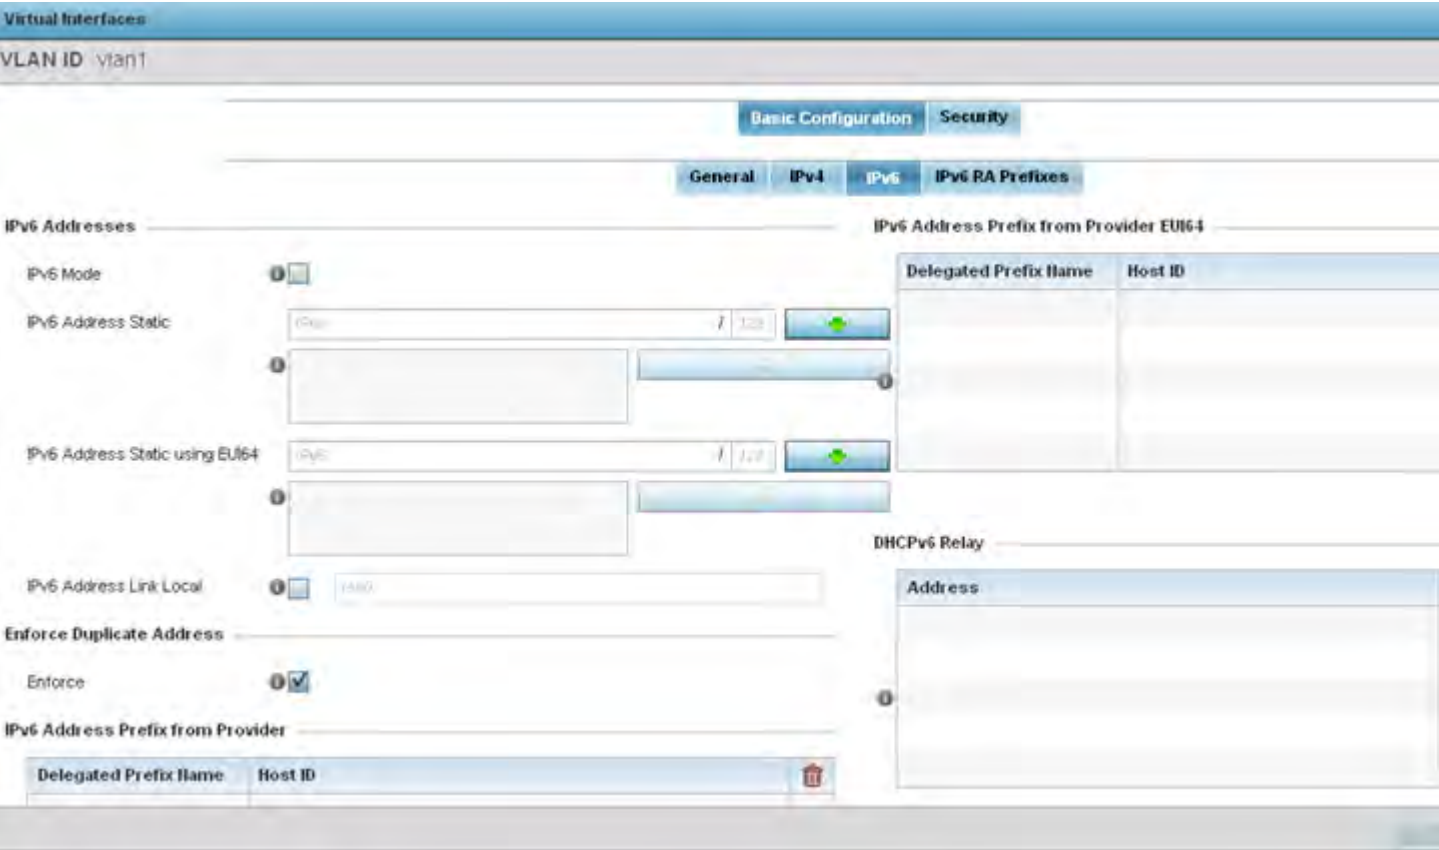 Virtual Interfaces
VLAN ID vlan1
Basic Configuration Security
General IPv4 IPv6 IPv6 RA Prefixes
IPv6 Addresses
IPv6 Mode
IPv6 Address Static
IPv6 /
IPv6 Address Static using EUI64
IPv6 /
IPv6 Address Link Local
Enforce Duplicate Address
Enforce
IPv6 Address Prefix from Provider
Delegated Prefix Name Host ID
IPv6 Address Prefix from Provider EUI64
Delegated Prefix Name Host ID
DHCPv6 Relay
Address